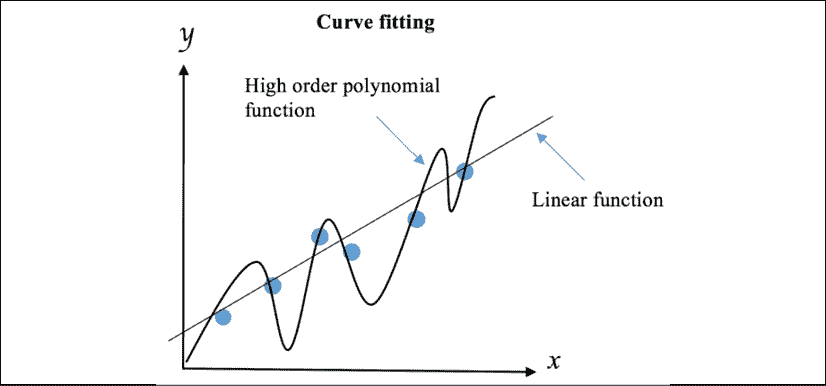 Curve fitting
y
High order polynomial
function
Linear function
x